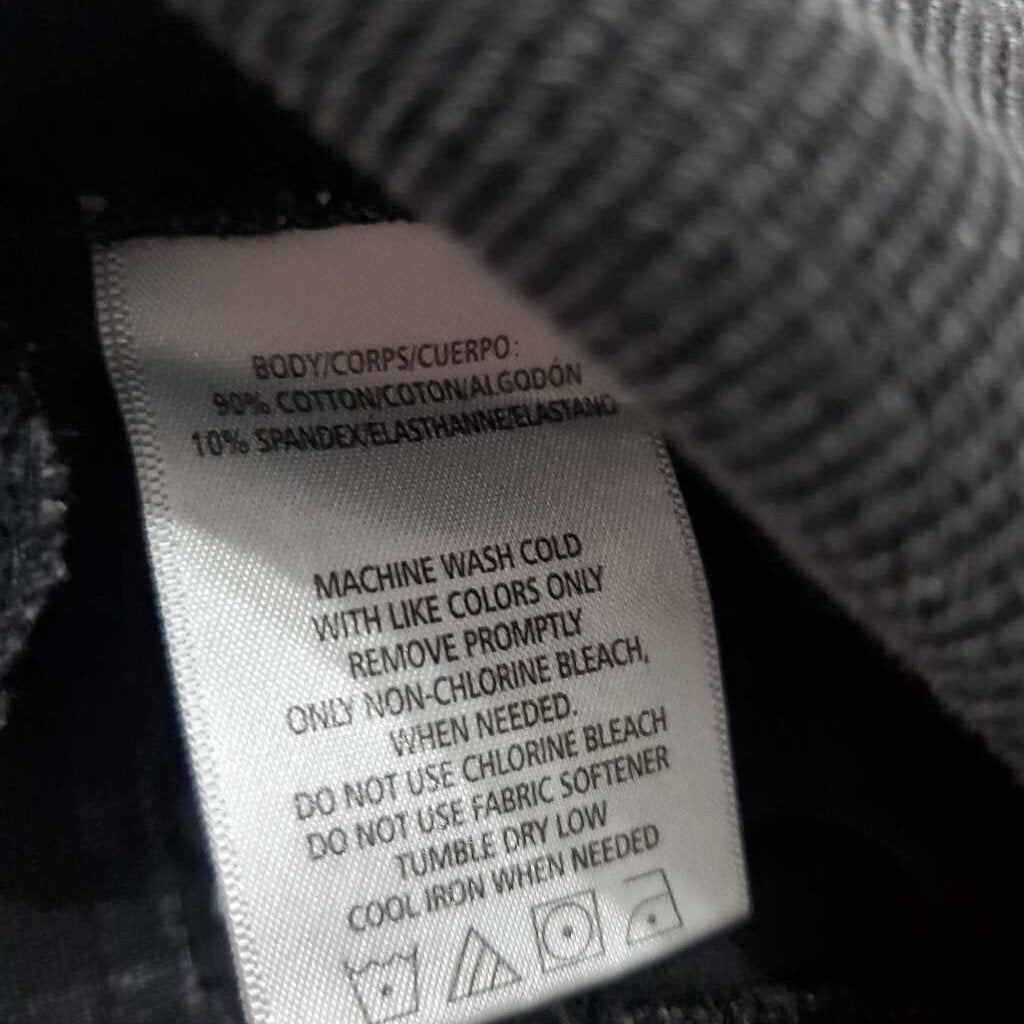 BODY/CORPS/CUERPO:
90% COTTON/COTON/ALGODÓN
10% SPANDEX/ÉLASTHANNE/ELASTANO
MACHINE WASH COLD
WITH LIKE COLORS ONLY
REMOVE PROMPTLY
ONLY NON-CHLORINE BLEACH,
WHEN NEEDED.
DO NOT USE CHLORINE BLEACH
DO NOT USE FABRIC SOFTENER
TUMBLE DRY LOW
COOL IRON WHEN NEEDED